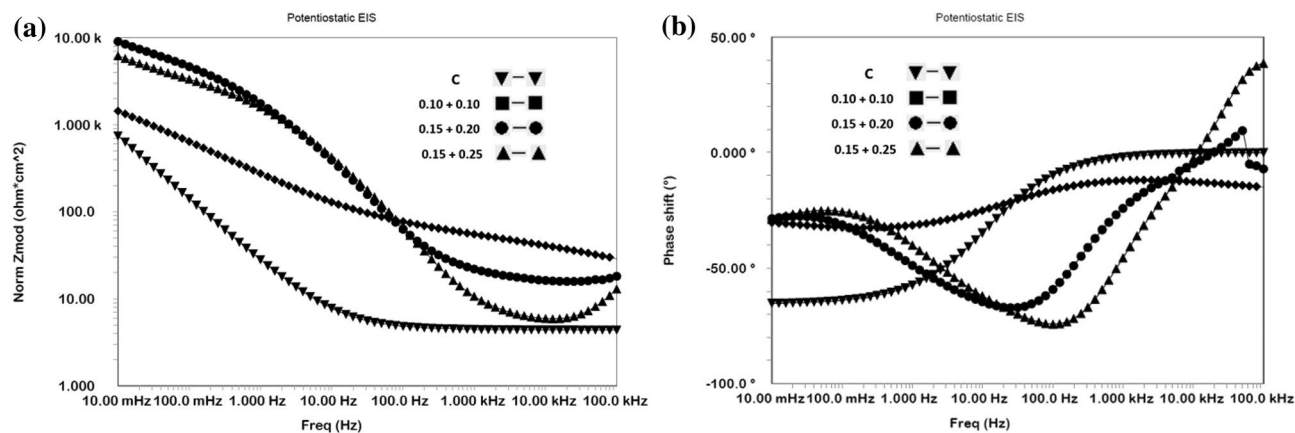 (a)
Potentiostatic EIS
10.00 k
1.000 k
100.0
10.00
1.000
Norm Zmod (ohm*cm^2)
C
0.10 + 0.10
0.15 + 0.20
0.15 + 0.25
10.00 mHz 100.0 mHz 1.000 Hz 10.00 Hz 100.0 Hz 1.000 kHz 10.00 kHz 100.0 kHz
Freq (Hz)
(b)
Potentiostatic EIS
50.00 °
0.000 °
-50.00 °
-100.0 °
Phase shift (°)
C
0.10 + 0.10
0.15 + 0.20
0.15 + 0.25
10.00 mHz 100.0 mHz 1.000 Hz 10.00 Hz 100.0 Hz 1.000 kHz 10.00 kHz 100.0 kHz
Freq (Hz)